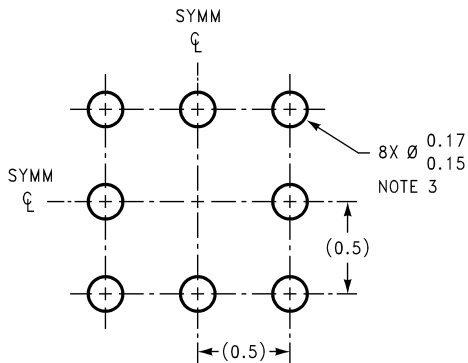 SYMM
℄
0.17
8X Ø 0.15
NOTE 3
SYMM
℄
(0.5)
(0.5)